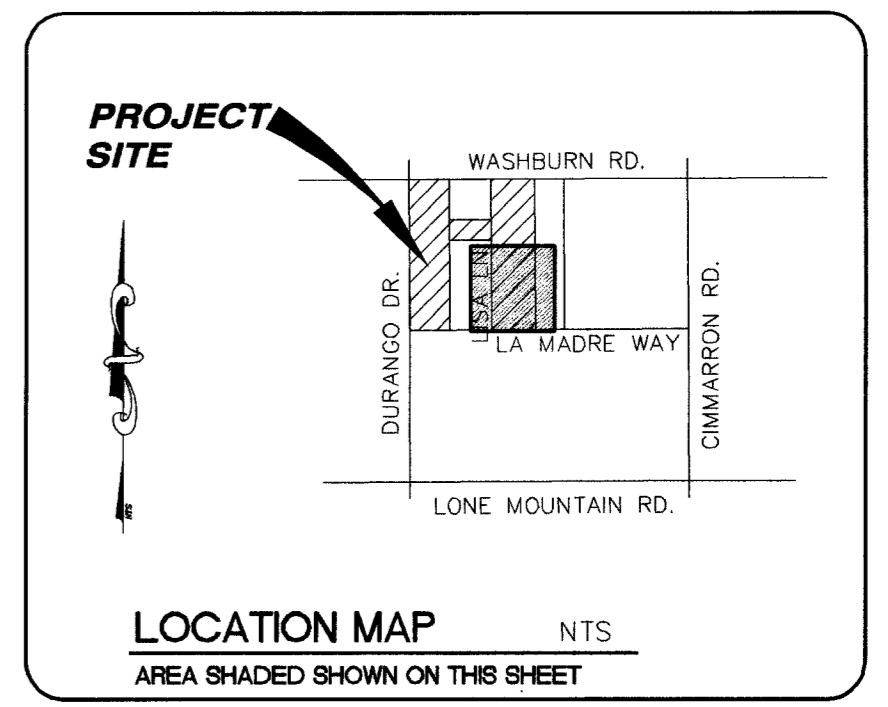 PROJECT
SITE
WASHBURN RD.
DURANGO DR.
LISA LN
LA MADRE WAY
CIMMARRON RD.
LONE MOUNTAIN RD.
LOCATION MAP NTS
AREA SHADED SHOWN ON THIS SHEET